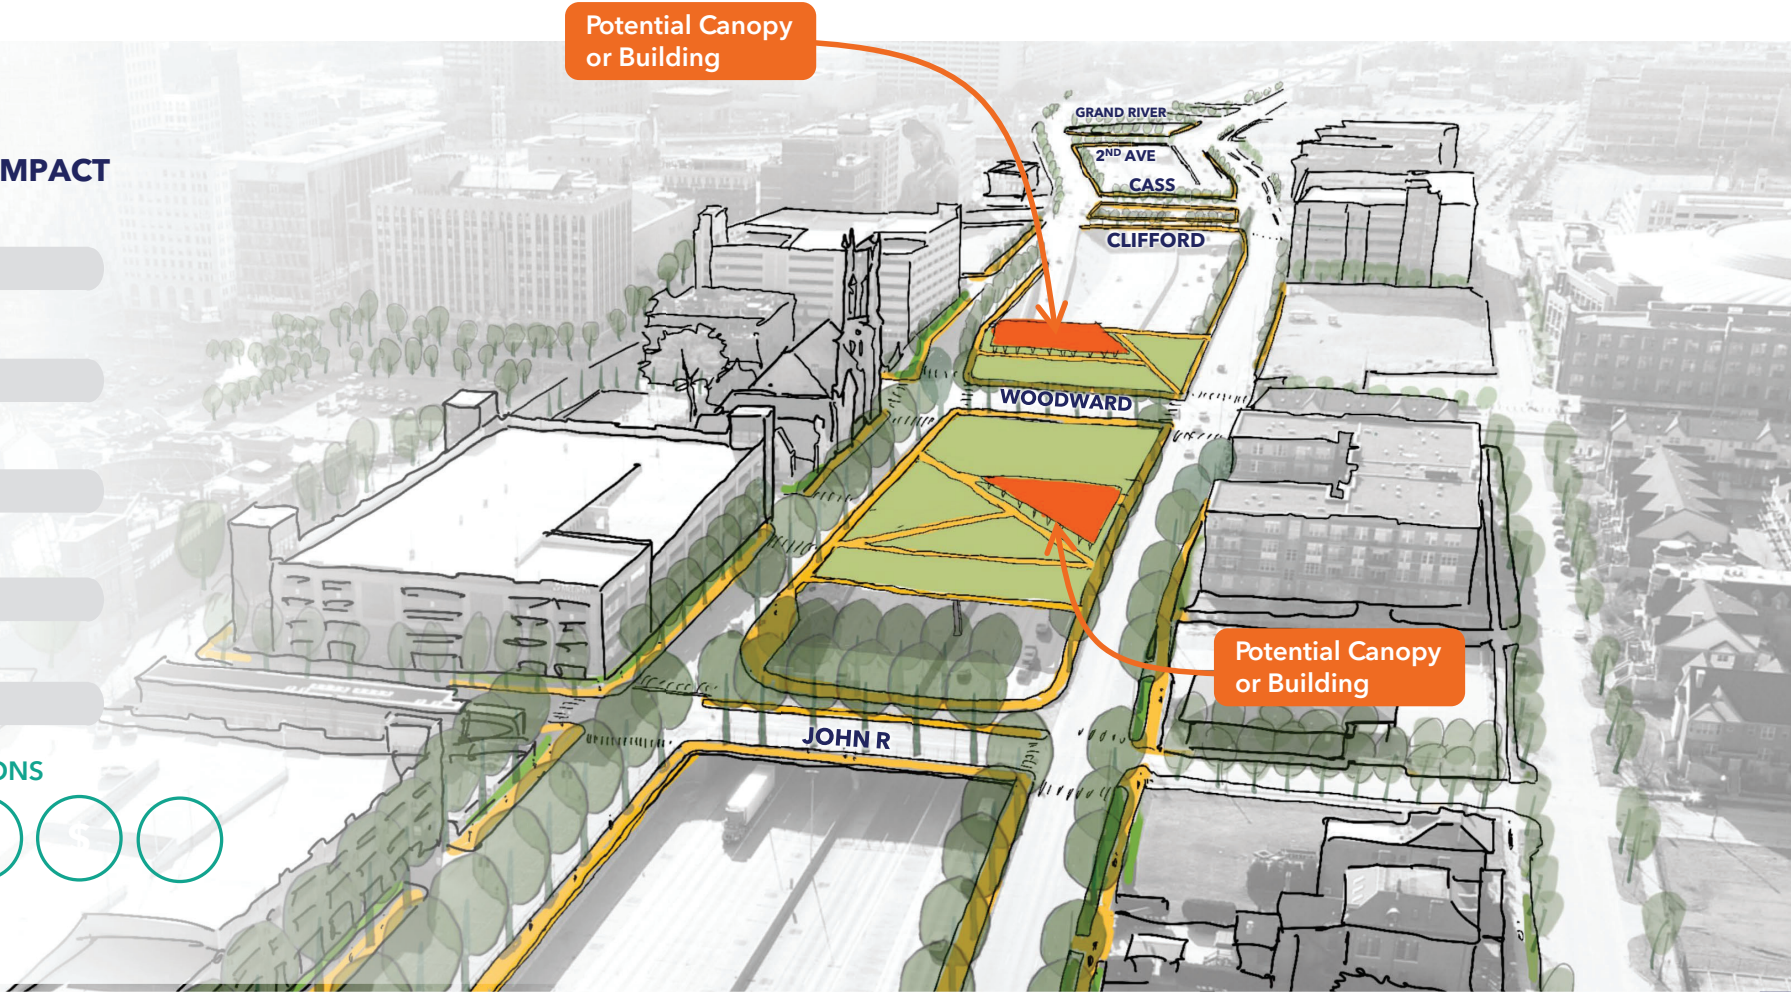 Potential Canopy
or Building
GRAND RIVER
2ND AVE
MPACT
CASS
CLIFFORD
WOODWARD
Potential Canopy
or Building
JOHN R
ONS